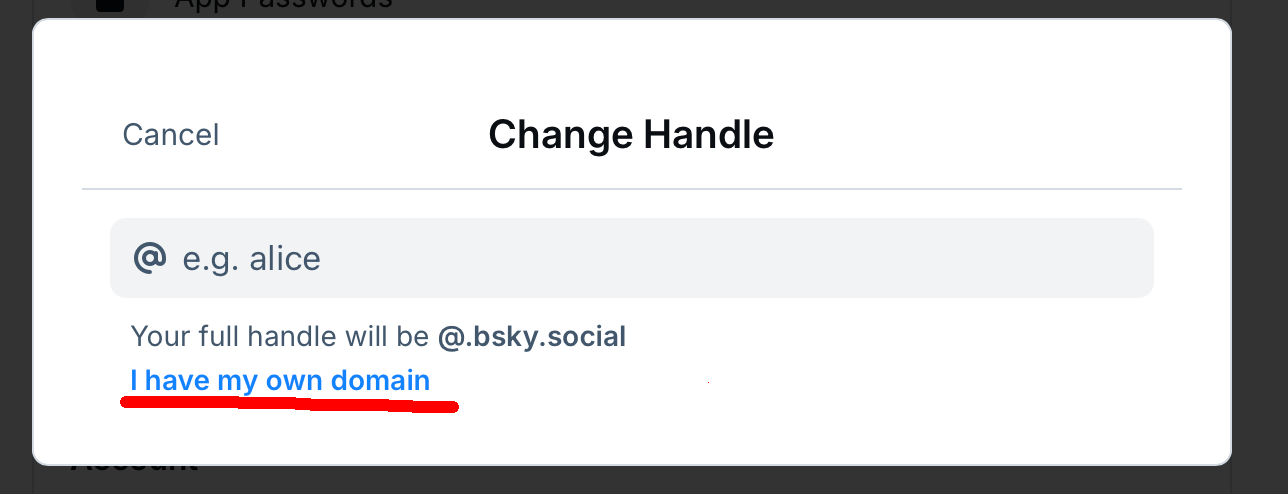 App Passwords
Cancel
Change Handle
@ e.g. alice
Your full handle will be @.bsky.social
I have my own domain
Account